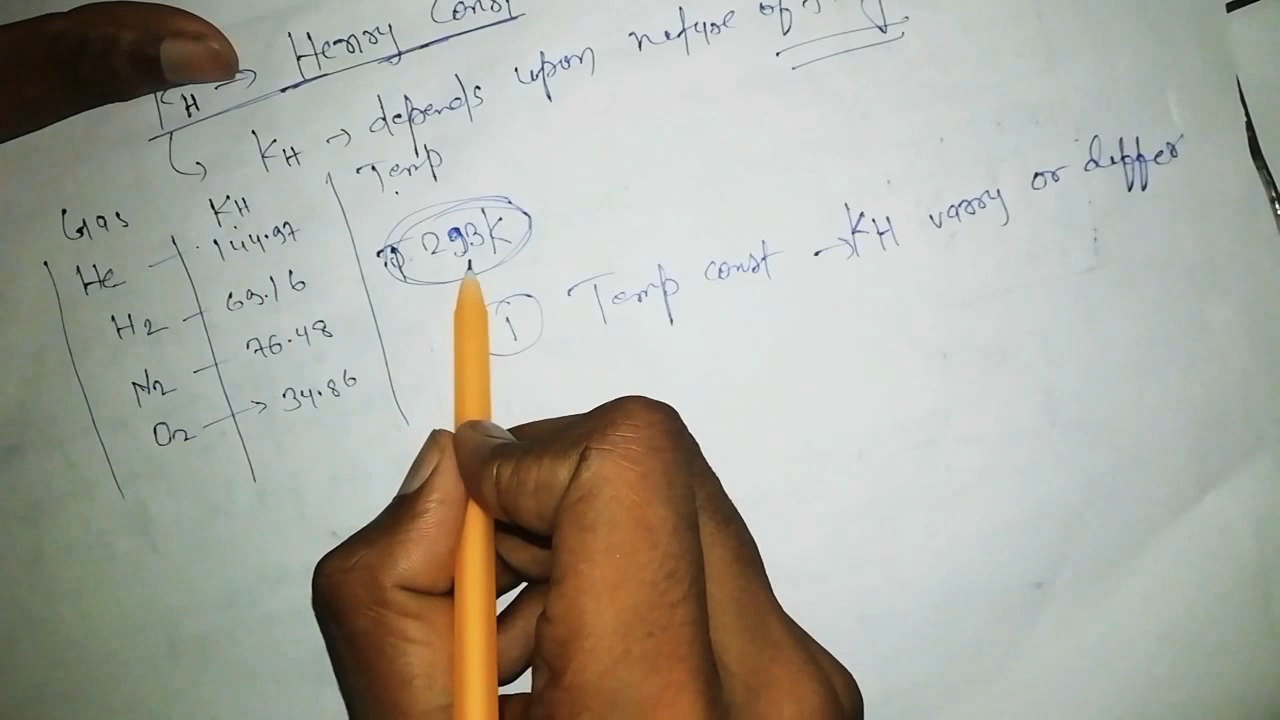 KH → Henry Const
KH → depends upon nature of
Gas KH Temp
He 144.97 293K
H2 69.16
N2 76.48
O2 → 34.86
① Temp const → KH varry or differ